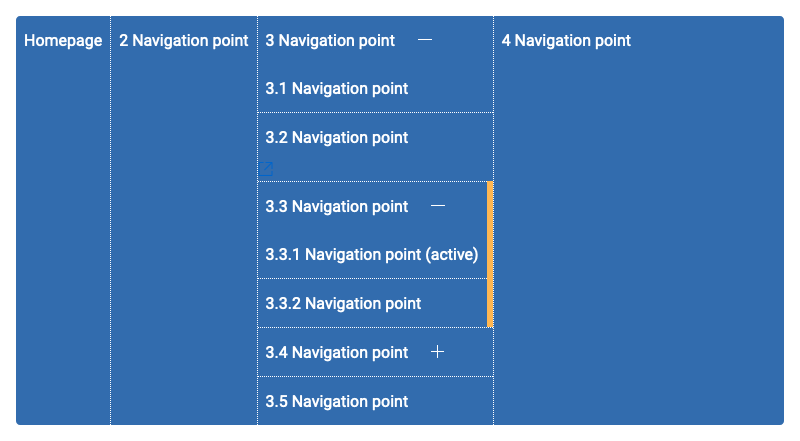 Homepage
2 Navigation point
3 Navigation point
3.1 Navigation point
3.2 Navigation point
3.3 Navigation point
3.3.1 Navigation point (active)
3.3.2 Navigation point
3.4 Navigation point
3.5 Navigation point
4 Navigation point